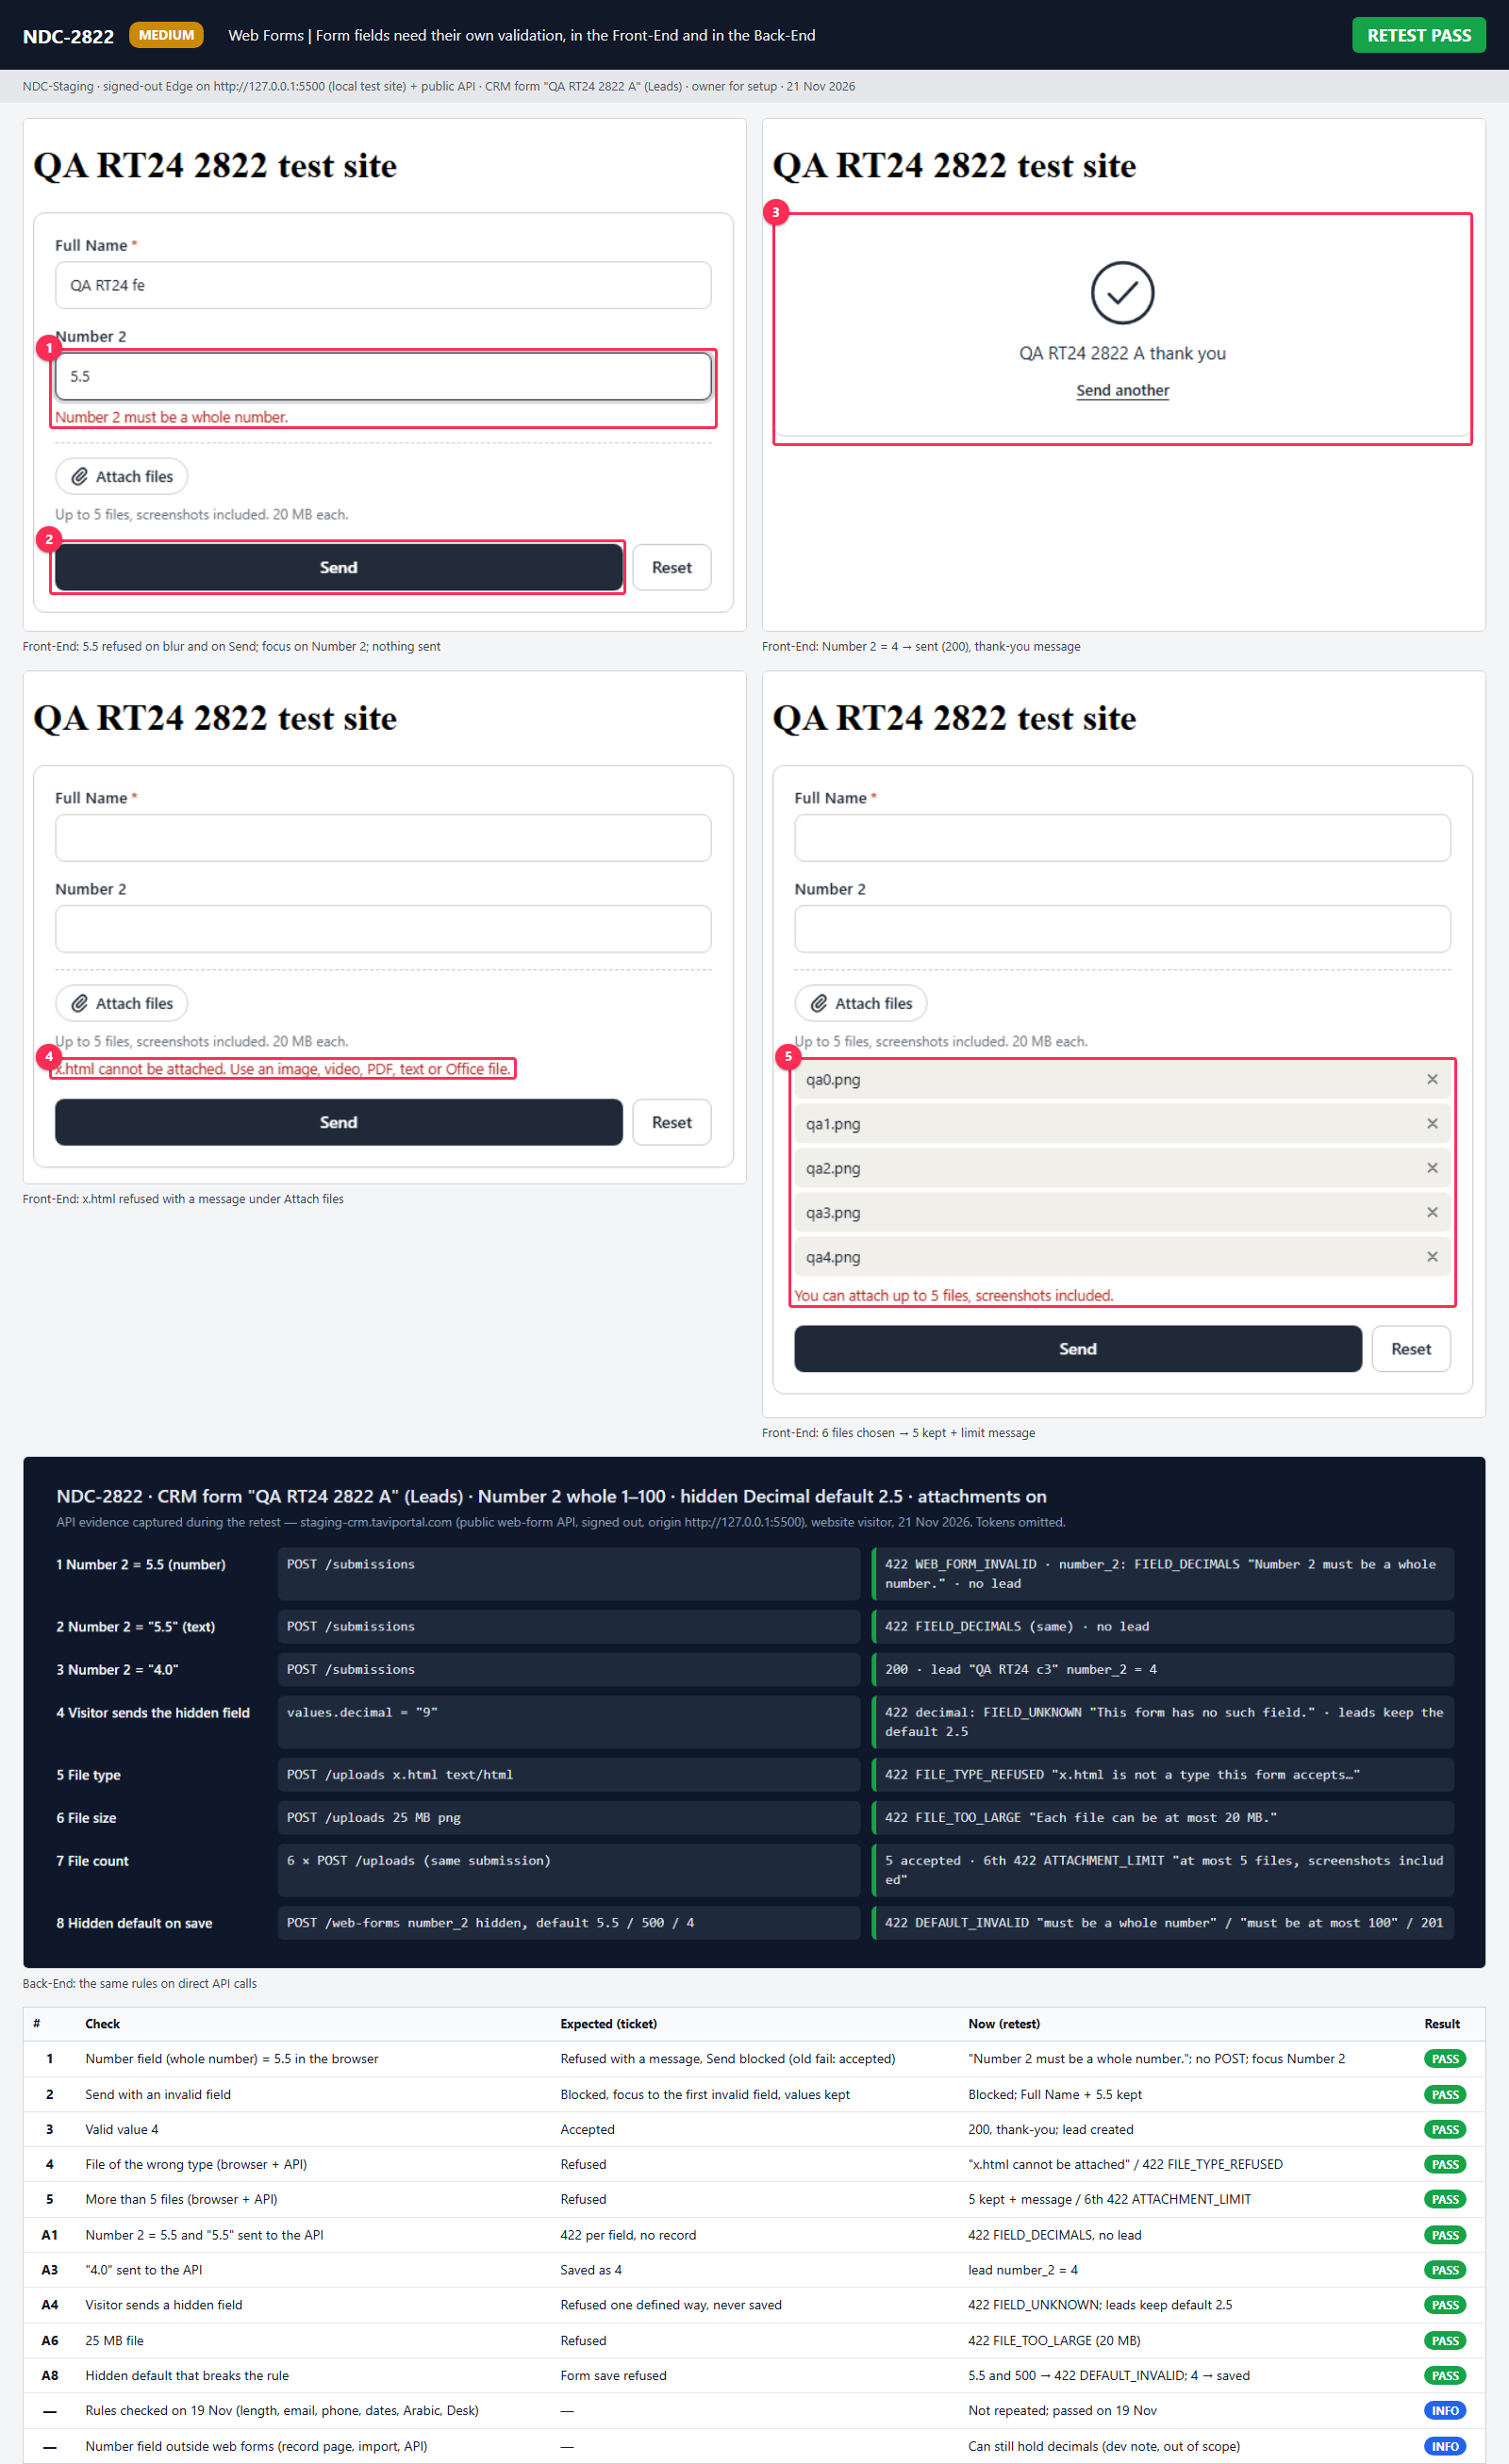 NDC-2822 MEDIUM Web Forms | Form fields need their own validation, in the Front-End and in the Back-End RETEST PASS
NDC-Staging · signed-out Edge on http://127.0.0.1:5500 (local test site) + public API · CRM form "QA RT24 2822 A" (Leads) · owner for setup · 21 Nov 2026
QA RT24 2822 test site
Full Name *
QA RT24 fe
Number 2
1
5.5
Number 2 must be a whole number.
Attach files
Up to 5 files, screenshots included. 20 MB each.
2
Send Reset
Front-End: 5.5 refused on blur and on Send; focus on Number 2; nothing sent
QA RT24 2822 test site
3
QA RT24 2822 A thank you
Send another
Front-End: Number 2 = 4 → sent (200), thank-you message
QA RT24 2822 test site
Full Name *
Number 2
Attach files
Up to 5 files, screenshots included. 20 MB each.
4
x.html cannot be attached. Use an image, video, PDF, text or Office file.
Send Reset
Front-End: x.html refused with a message under Attach files
QA RT24 2822 test site
Full Name *
Number 2
Attach files
Up to 5 files, screenshots included. 20 MB each.
5
qa0.png ×
qa1.png ×
qa2.png ×
qa3.png ×
qa4.png ×
You can attach up to 5 files, screenshots included.
Send Reset
Front-End: 6 files chosen → 5 kept + limit message
NDC-2822 · CRM form "QA RT24 2822 A" (Leads) · Number 2 whole 1–100 · hidden Decimal default 2.5 · attachments on
API evidence captured during the retest — staging-crm.taviportal.com (public web-form API, signed out, origin http://127.0.0.1:5500), website visitor, 21 Nov 2026. Tokens omitted.
1 Number 2 = 5.5 (number) POST /submissions 422 WEB_FORM_INVALID · number_2: FIELD_DECIMALS "Number 2 must be a whole
number." · no lead
2 Number 2 = "5.5" (text) POST /submissions 422 FIELD_DECIMALS (same) · no lead
3 Number 2 = "4.0" POST /submissions 200 · lead "QA RT24 c3" number_2 = 4
4 Visitor sends the hidden field values.decimal = "9" 422 decimal: FIELD_UNKNOWN "This form has no such field." · leads keep the
default 2.5
5 File type POST /uploads x.html text/html 422 FILE_TYPE_REFUSED "x.html is not a type this form accepts…"
6 File size POST /uploads 25 MB png 422 FILE_TOO_LARGE "Each file can be at most 20 MB."
7 File count 6 × POST /uploads (same submission) 5 accepted · 6th 422 ATTACHMENT_LIMIT "at most 5 files, screenshots includ
ed"
8 Hidden default on save POST /web-forms number_2 hidden, default 5.5 / 500 / 4 422 DEFAULT_INVALID "must be a whole number" / "must be at most 100" / 201
Back-End: the same rules on direct API calls
# Check Expected (ticket) Now (retest) Result
1 Number field (whole number) = 5.5 in the browser Refused with a message, Send blocked (old fail: accepted) "Number 2 must be a whole number."; no POST; focus Number 2 PASS
2 Send with an invalid field Blocked, focus to the first invalid field, values kept Blocked; Full Name + 5.5 kept PASS
3 Valid value 4 Accepted 200, thank-you; lead created PASS
4 File of the wrong type (browser + API) Refused "x.html cannot be attached" / 422 FILE_TYPE_REFUSED PASS
5 More than 5 files (browser + API) Refused 5 kept + message / 6th 422 ATTACHMENT_LIMIT PASS
A1 Number 2 = 5.5 and "5.5" sent to the API 422 per field, no record 422 FIELD_DECIMALS, no lead PASS
A3 "4.0" sent to the API Saved as 4 lead number_2 = 4 PASS
A4 Visitor sends a hidden field Refused one defined way, never saved 422 FIELD_UNKNOWN; leads keep default 2.5 PASS
A6 25 MB file Refused 422 FILE_TOO_LARGE (20 MB) PASS
A8 Hidden default that breaks the rule Form save refused 5.5 and 500 → 422 DEFAULT_INVALID; 4 → saved PASS
— Rules checked on 19 Nov (length, email, phone, dates, Arabic, Desk) — Not repeated; passed on 19 Nov INFO
— Number field outside web forms (record page, import, API) — Can still hold decimals (dev note, out of scope) INFO